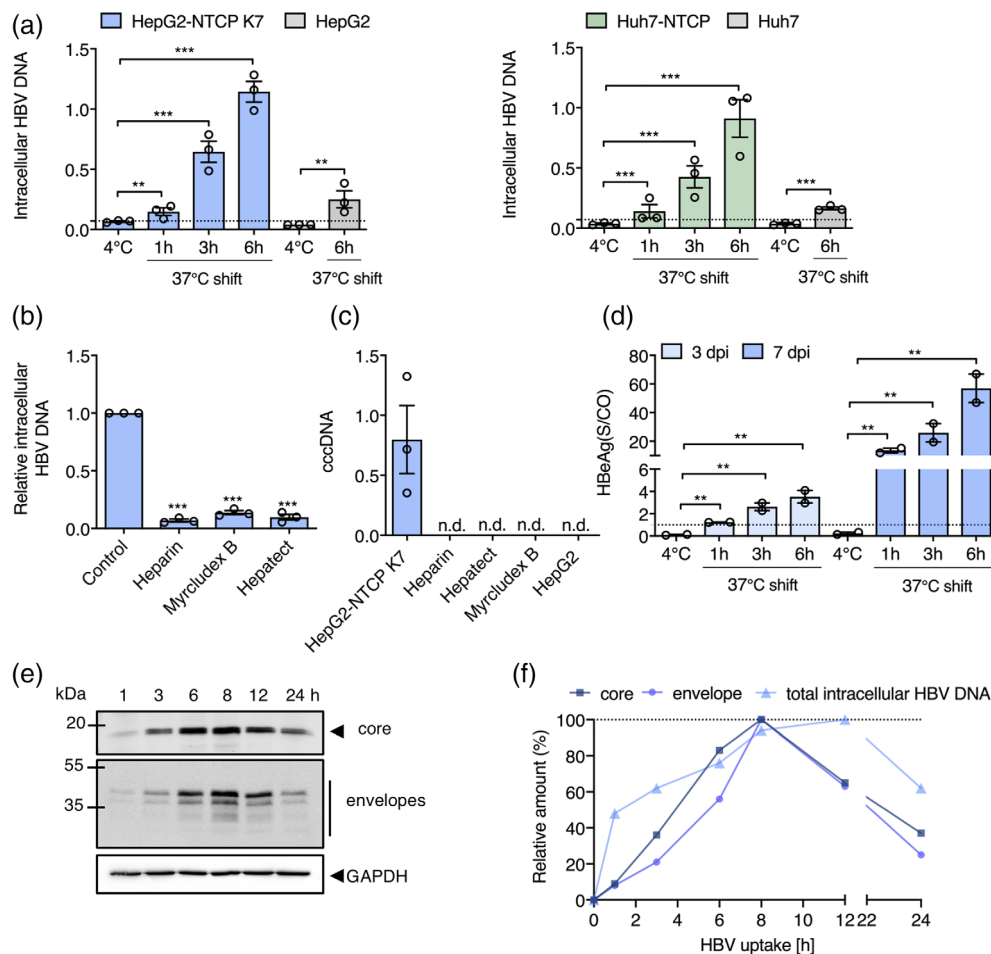 (a)
HepG2-NTCP K7 HepG2
Intracellular HBV DNA
1.5
1.0
0.5
0.0
***
***
**
**
4°C 1h 3h 6h 4°C 6h
37°C shift 37°C shift
Huh7-NTCP Huh7
Intracellular HBV DNA
1.5
1.0
0.5
0.0
***
***
***
***
4°C 1h 3h 6h 4°C 6h
37°C shift 37°C shift
(b)
Relative intracellular
HBV DNA
1.5
1.0
0.5
0.0
*** *** ***
Control Heparin Myrcludex B Hepatect
(c)
cccDNA
1.5
1.0
0.5
0.0
n.d. n.d. n.d. n.d.
HepG2-NTCP K7 Heparin Hepatect Myrcludex B HepG2
(d)
3 dpi 7 dpi
HBeAg(S/CO)
80
60
40
20
6
4
2
1
0
**
**
**
**
**
**
4°C 1h 3h 6h 4°C 1h 3h 6h
37°C shift 37°C shift
(e)
kDa 1 3 6 8 12 24 h
20
core
55
35
envelopes
GAPDH
(f)
core envelope total intracellular HBV DNA
Relative amount (%)
100
80
60
40
20
0
0 2 4 6 8 10 12 22 24
HBV uptake [h]